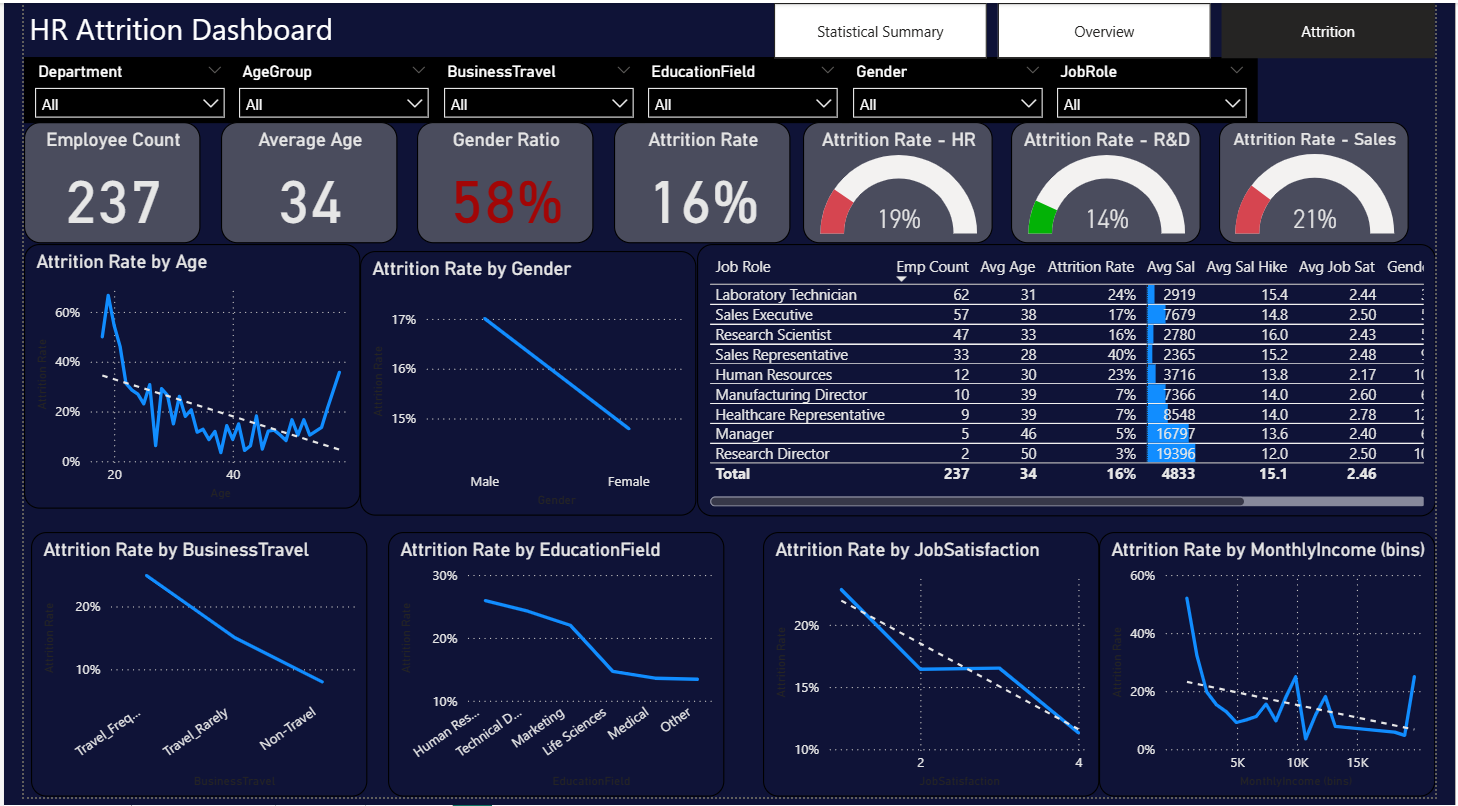 HR Attrition Dashboard
Statistical Summary
Overview
Attrition
Department
AgeGroup
BusinessTravel
EducationField
Gender
JobRole
All
All
All
All
All
All
Employee Count
237
Average Age
34
Gender Ratio
58%
Attrition Rate
16%
Attrition Rate - HR
19%
Attrition Rate - R&D
14%
Attrition Rate - Sales
21%
Attrition Rate by Age
Attrition Rate
60%
40%
20%
0%
20 40
Age
Attrition Rate by Gender
Attrition Rate
17%
16%
15%
Male Female
Gender
Job Role Emp Count Avg Age Attrition Rate Avg Sal Avg Sal Hike Avg Job Sat Gend
Laboratory Technician 62 31 24% 2919 15.4 2.44
Sales Executive 57 38 17% 7679 14.8 2.50
Research Scientist 47 33 16% 2780 16.0 2.43
Sales Representative 33 28 40% 2365 15.2 2.48
Human Resources 12 30 23% 3716 13.8 2.17
Manufacturing Director 10 39 7% 7366 14.0 2.60
Healthcare Representative 9 39 7% 8548 14.0 2.78
Manager 5 46 5% 16797 13.6 2.40
Research Director 2 50 3% 19396 12.0 2.50
Total 237 34 16% 4833 15.1 2.46
Attrition Rate by BusinessTravel
Attrition Rate
20%
10%
Travel_Freq... Travel_Rarely Non-Travel
BusinessTravel
Attrition Rate by EducationField
Attrition Rate
30%
20%
10%
Human Res... Technical D... Marketing Life Sciences Medical Other
EducationField
Attrition Rate by JobSatisfaction
Attrition Rate
20%
15%
10%
2 4
JobSatisfaction
Attrition Rate by MonthlyIncome (bins)
Attrition Rate
60%
40%
20%
0%
5K 10K 15K
MonthlyIncome (bins)